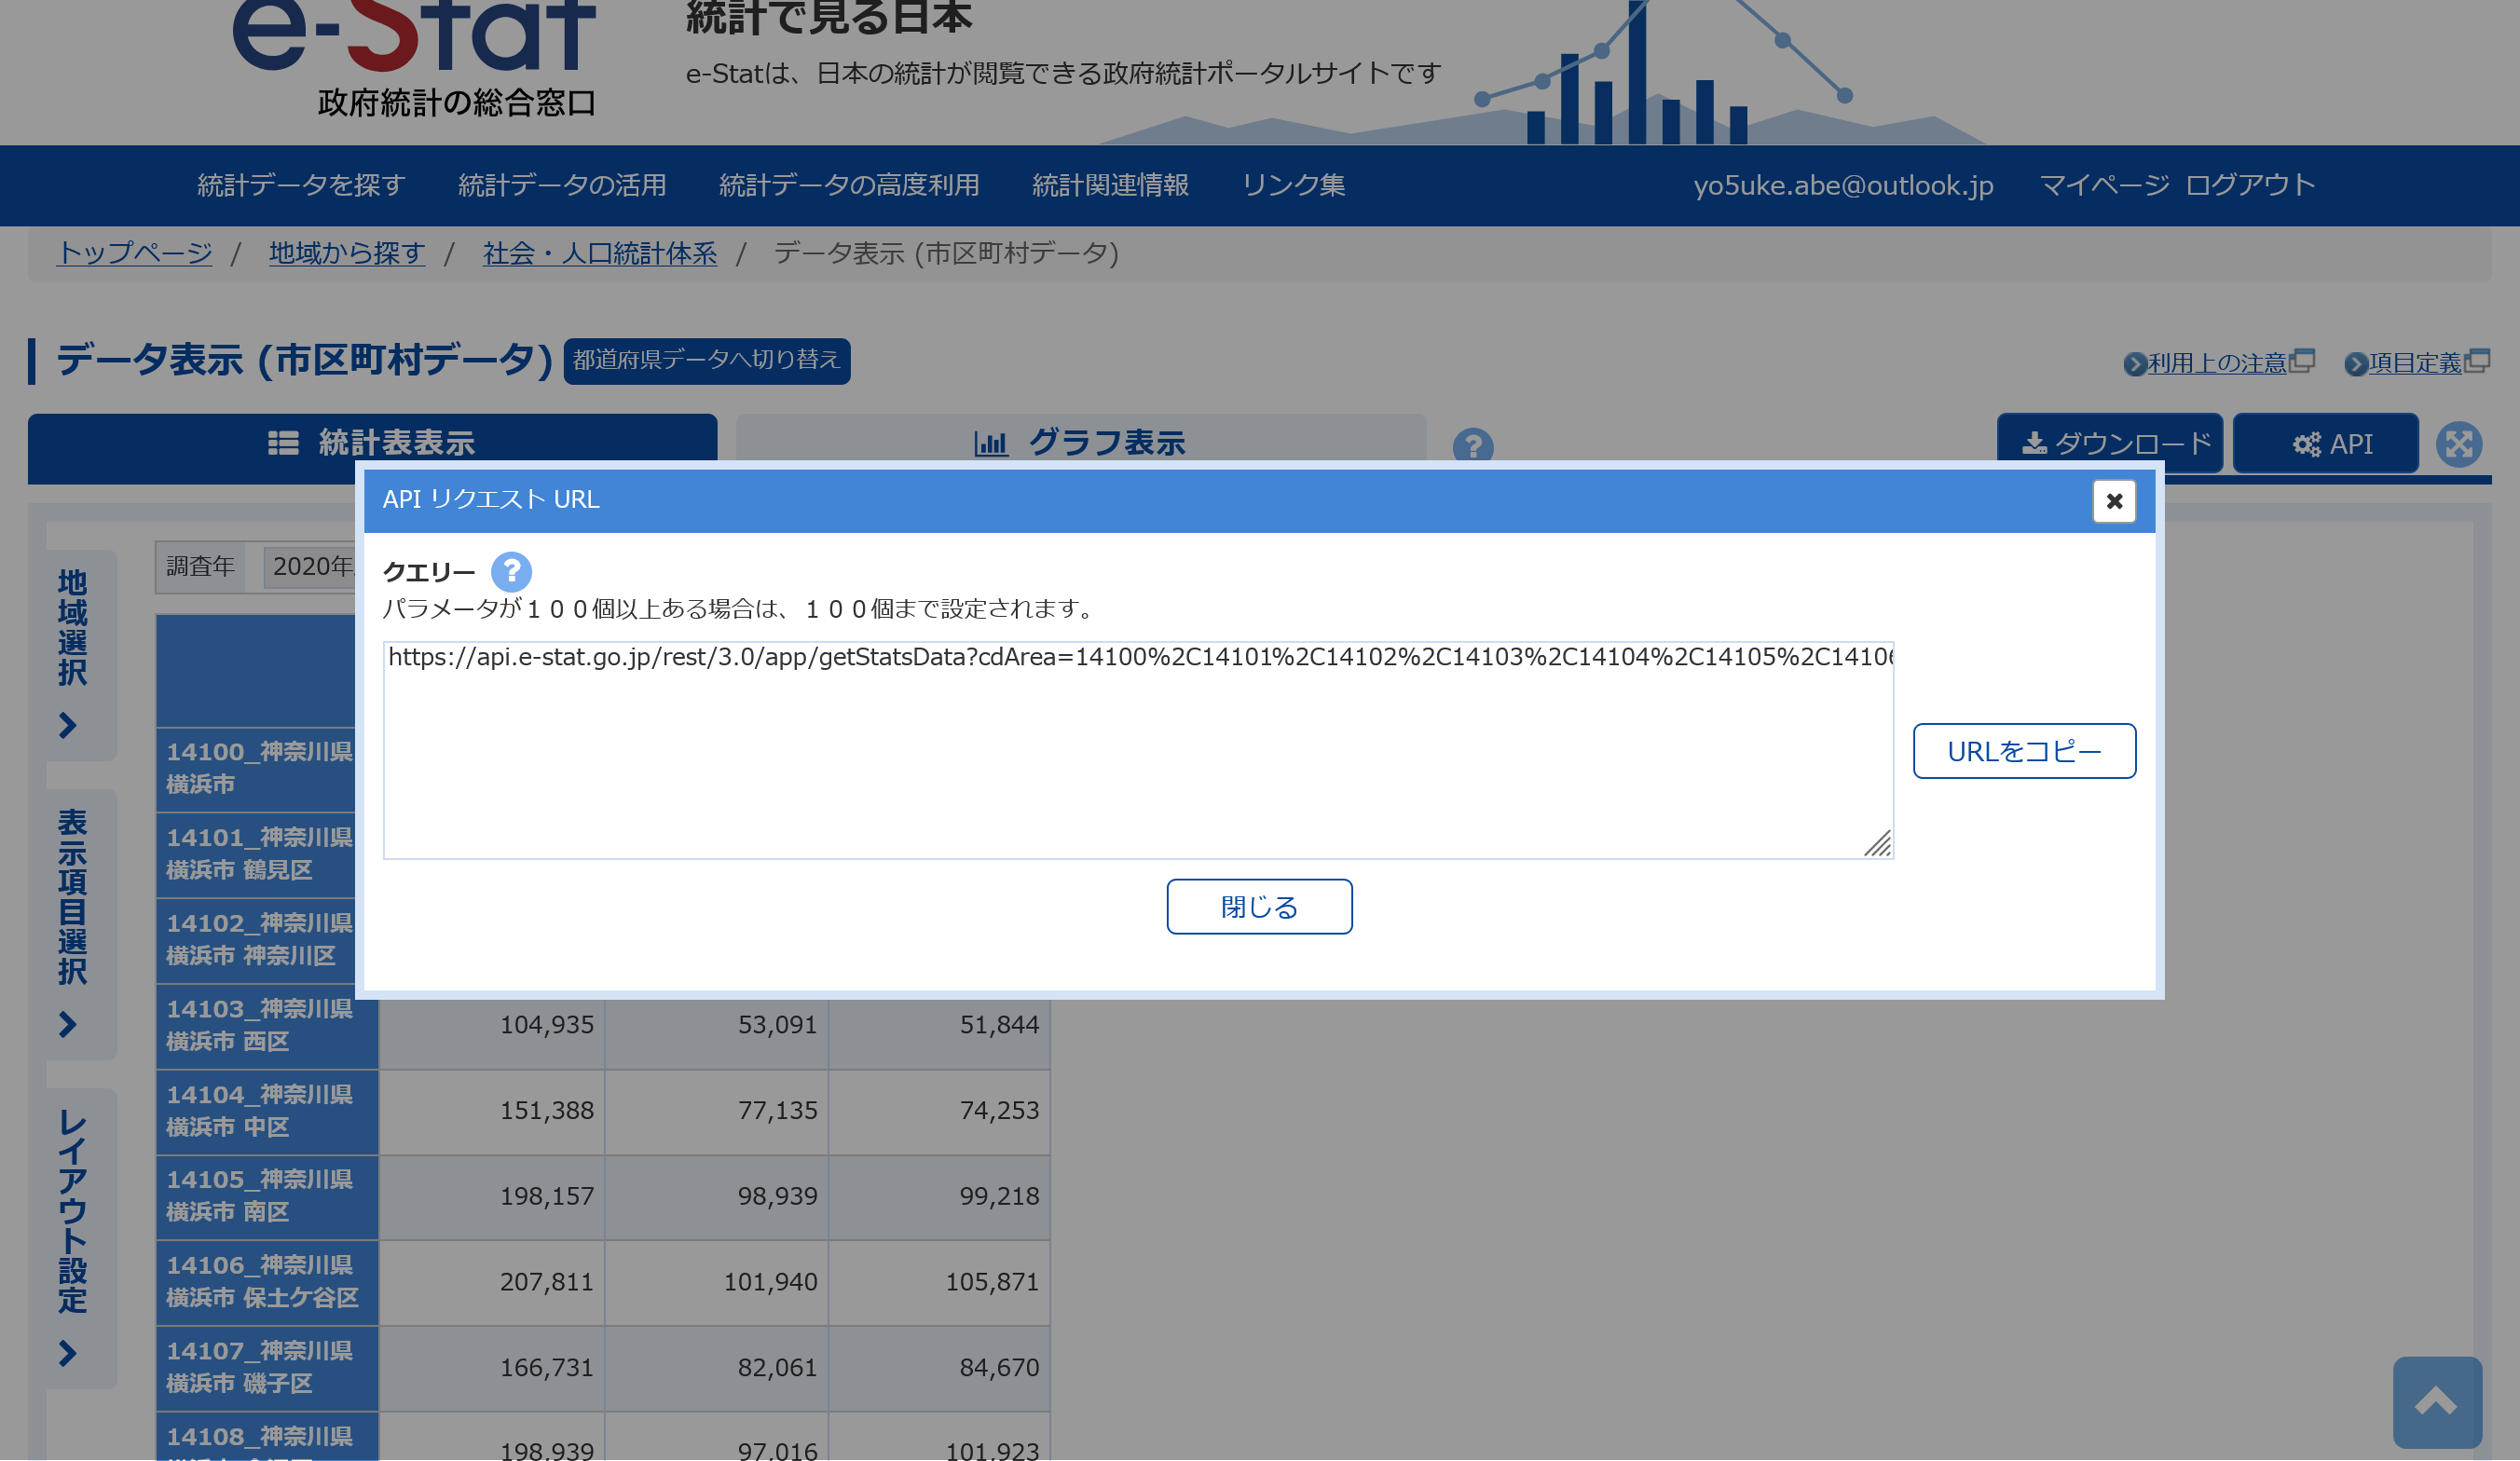 e-Stat
政府統計の総合窓口
統計で見る日本
e-Statは、日本の統計が閲覧できる政府統計ポータルサイトです
統計データを探す 統計データの活用 統計データの高度利用 統計関連情報 リンク集 yo5uke.abe@outlook.jp マイページ ログアウト
トップページ / 地域から探す / 社会・人口統計体系 / データ表示 (市区町村データ)
データ表示 (市区町村データ) 都道府県データへ切り替え 利用上の注意 項目定義
統計表表示 グラフ表示 ? ダウンロード API
API リクエスト URL
クエリー ?
パラメータが１００個以上ある場合は、１００個まで設定されます。
https://api.e-stat.go.jp/rest/3.0/app/getStatsData?cdArea=14100%2C14101%2C14102%2C14103%2C14104%2C14105%2C14106
URLをコピー
閉じる
地域選択
表示項目選択
レイアウト設定
調査年 2020年
14100_神奈川県
横浜市
14101_神奈川県
横浜市 鶴見区
14102_神奈川県
横浜市 神奈川区
14103_神奈川県
横浜市 西区 104,935 53,091 51,844
14104_神奈川県
横浜市 中区 151,388 77,135 74,253
14105_神奈川県
横浜市 南区 198,157 98,939 99,218
14106_神奈川県
横浜市 保土ケ谷区 207,811 101,940 105,871
14107_神奈川県
横浜市 磯子区 166,731 82,061 84,670
14108_神奈川県
198,939 97,016 101,923